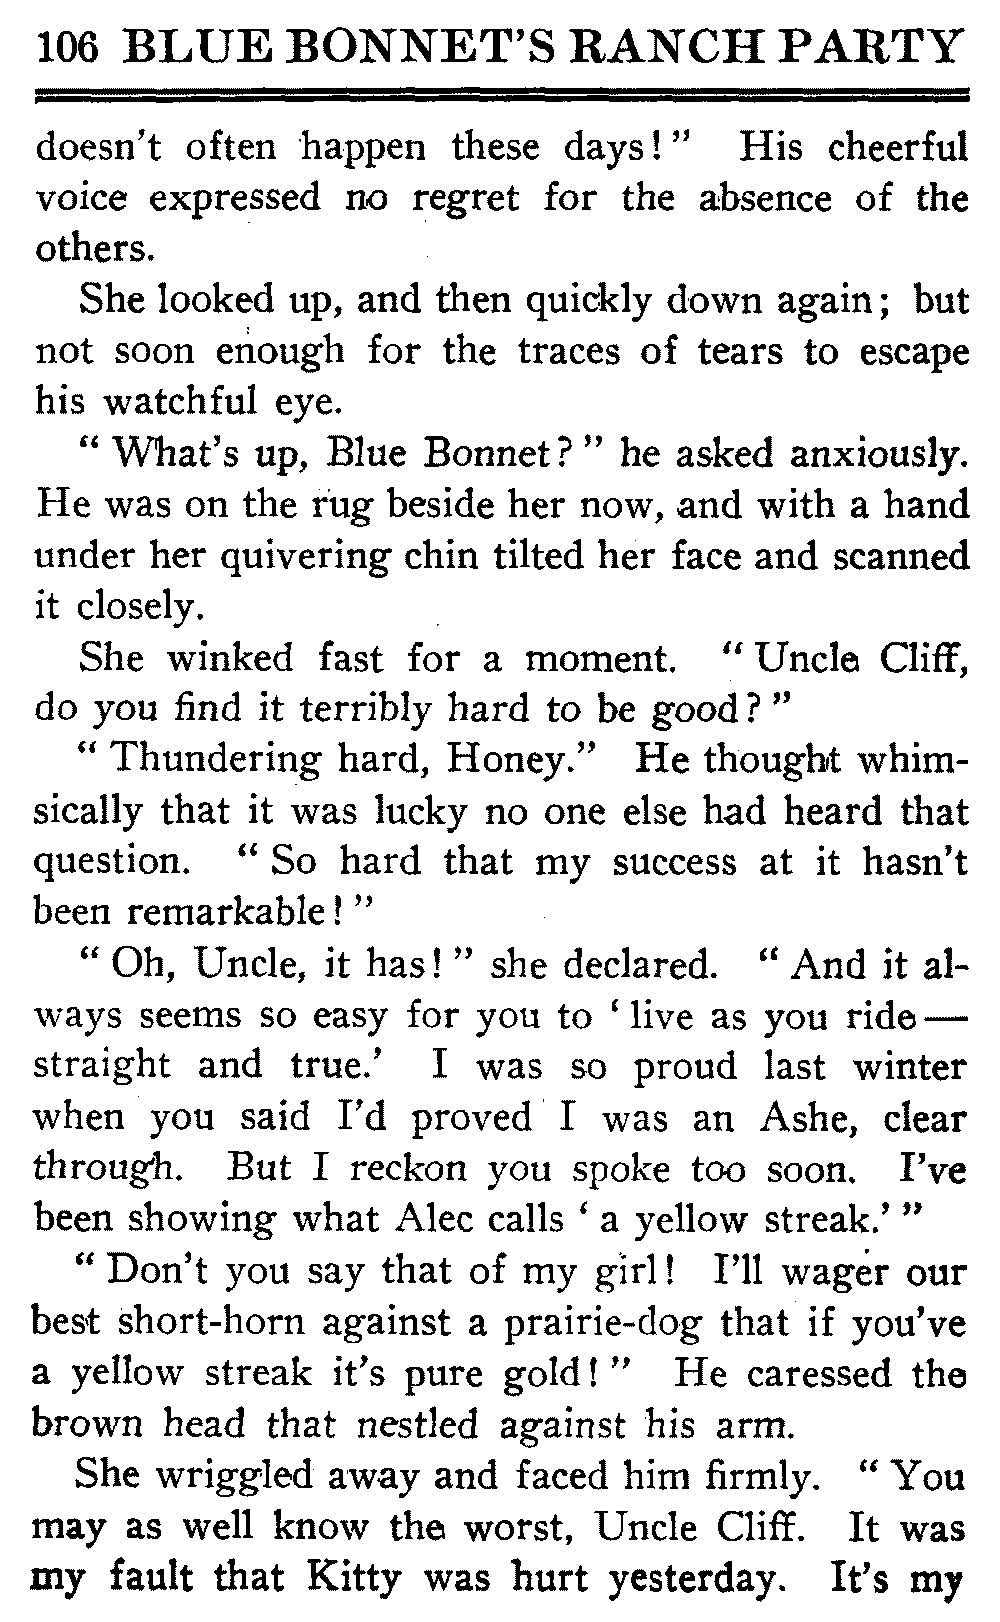 106 BLUE BONNET'S RANCH PARTY
doesn't often happen these days!" His cheerful
voice expressed no regret for the absence of the
others.
She looked up, and then quickly down again; but
not soon enough for the traces of tears to escape
his watchful eye.
"What's up, Blue Bonnet?" he asked anxiously.
He was on the rug beside her now, and with a hand
under her quivering chin tilted her face and scanned
it closely.
She winked fast for a moment. "Uncle Cliff,
do you find it terribly hard to be good?"
"Thundering hard, Honey." He thought whim-
sically that it was lucky no one else had heard that
question. "So hard that my success at it hasn't
been remarkable!"
"Oh, Uncle, it has!" she declared. "And it al-
ways seems so easy for you to 'live as you ride—
straight and true.' I was so proud last winter
when you said I'd proved I was an Ashe, clear
through. But I reckon you spoke too soon. I've
been showing what Alec calls 'a yellow streak.'"
"Don't you say that of my girl! I'll wager our
best short-horn against a prairie-dog that if you've
a yellow streak it's pure gold!" He caressed the
brown head that nestled against his arm.
She wriggled away and faced him firmly. "You
may as well know the worst, Uncle Cliff. It was
my fault that Kitty was hurt yesterday. It's my